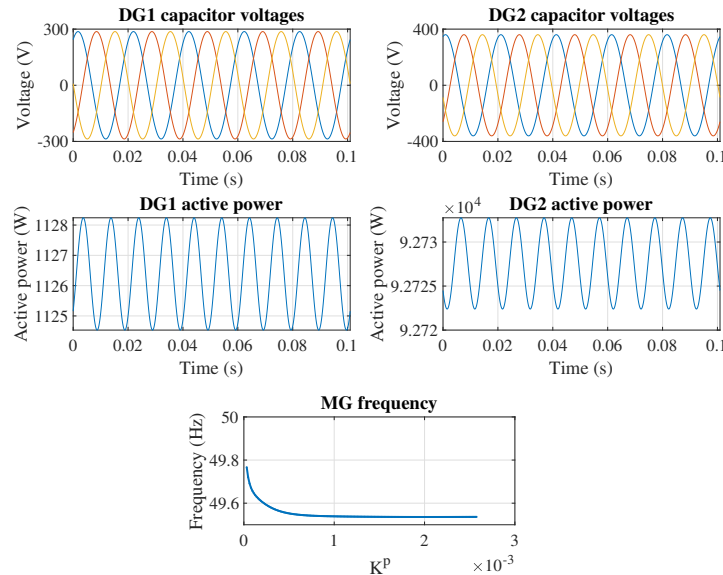 DG1 capacitor voltages
300
0
-300
Voltage (V)
0 0.02 0.04 0.06 0.08 0.1
Time (s)
DG2 capacitor voltages
400
0
-400
Voltage (V)
0 0.02 0.04 0.06 0.08 0.1
Time (s)
DG1 active power
1128
1127
1126
1125
Active power (W)
0 0.02 0.04 0.06 0.08 0.1
Time (s)
DG2 active power
×10⁴
9.273
9.2725
9.272
Active power (W)
0 0.02 0.04 0.06 0.08 0.1
Time (s)
MG frequency
50
49.8
49.6
Frequency (Hz)
0 1 2 3
×10⁻³
Kᵖ